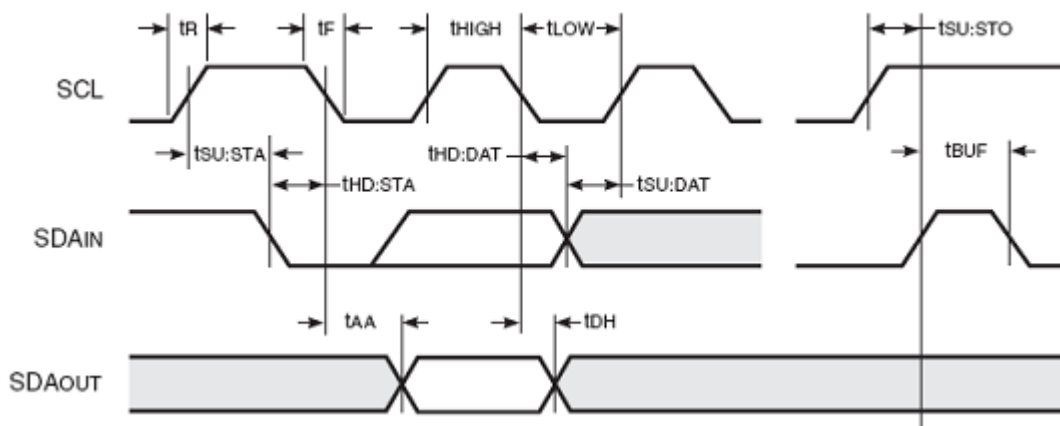 tR tF tHIGH tLOW tSU:STO
SCL
tSU:STA tHD:DAT tBUF
tHD:STA tSU:DAT
SDAIN
tAA tDH
SDAOUT